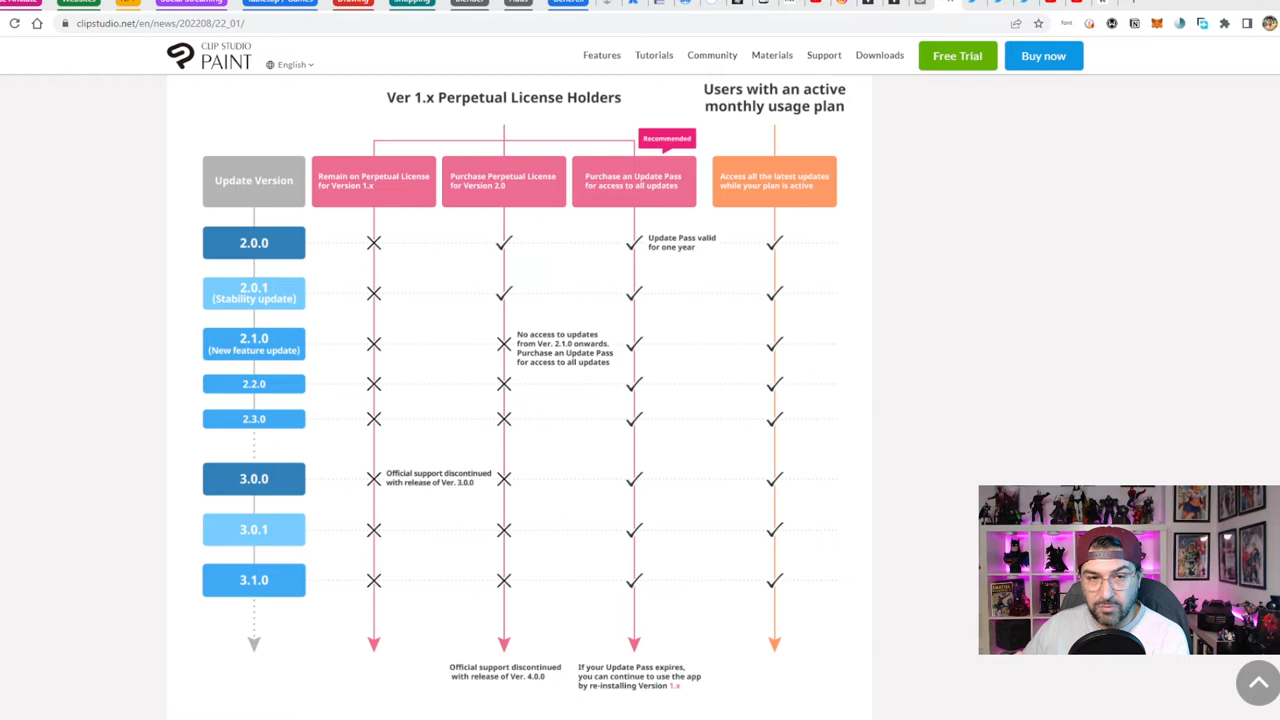 clipstudio.net/en/news/202208/22_01/
CLIP STUDIO
PAINT
English
Features
Tutorials
Community
Materials
Support
Downloads
Free Trial
Buy now
Ver 1.x Perpetual License Holders
Users with an active
monthly usage plan
Recommended
Update Version
Remain on Perpetual License
for Version 1.x
Purchase Perpetual License
for Version 2.0
Purchase an Update Pass
for access to all updates
Access all the latest updates
while your plan is active
2.0.0
Update Pass valid
for one year
2.0.1
(Stability update)
2.1.0
(New feature update)
No access to updates
from Ver. 2.1.0 onwards.
Purchase an Update Pass
for access to all updates
2.2.0
2.3.0
3.0.0
Official support discontinued
with release of Ver. 3.0.0
3.0.1
3.1.0
Official support discontinued
with release of Ver. 4.0.0
If your Update Pass expires,
you can continue to use the app
by re-installing Version 1.x